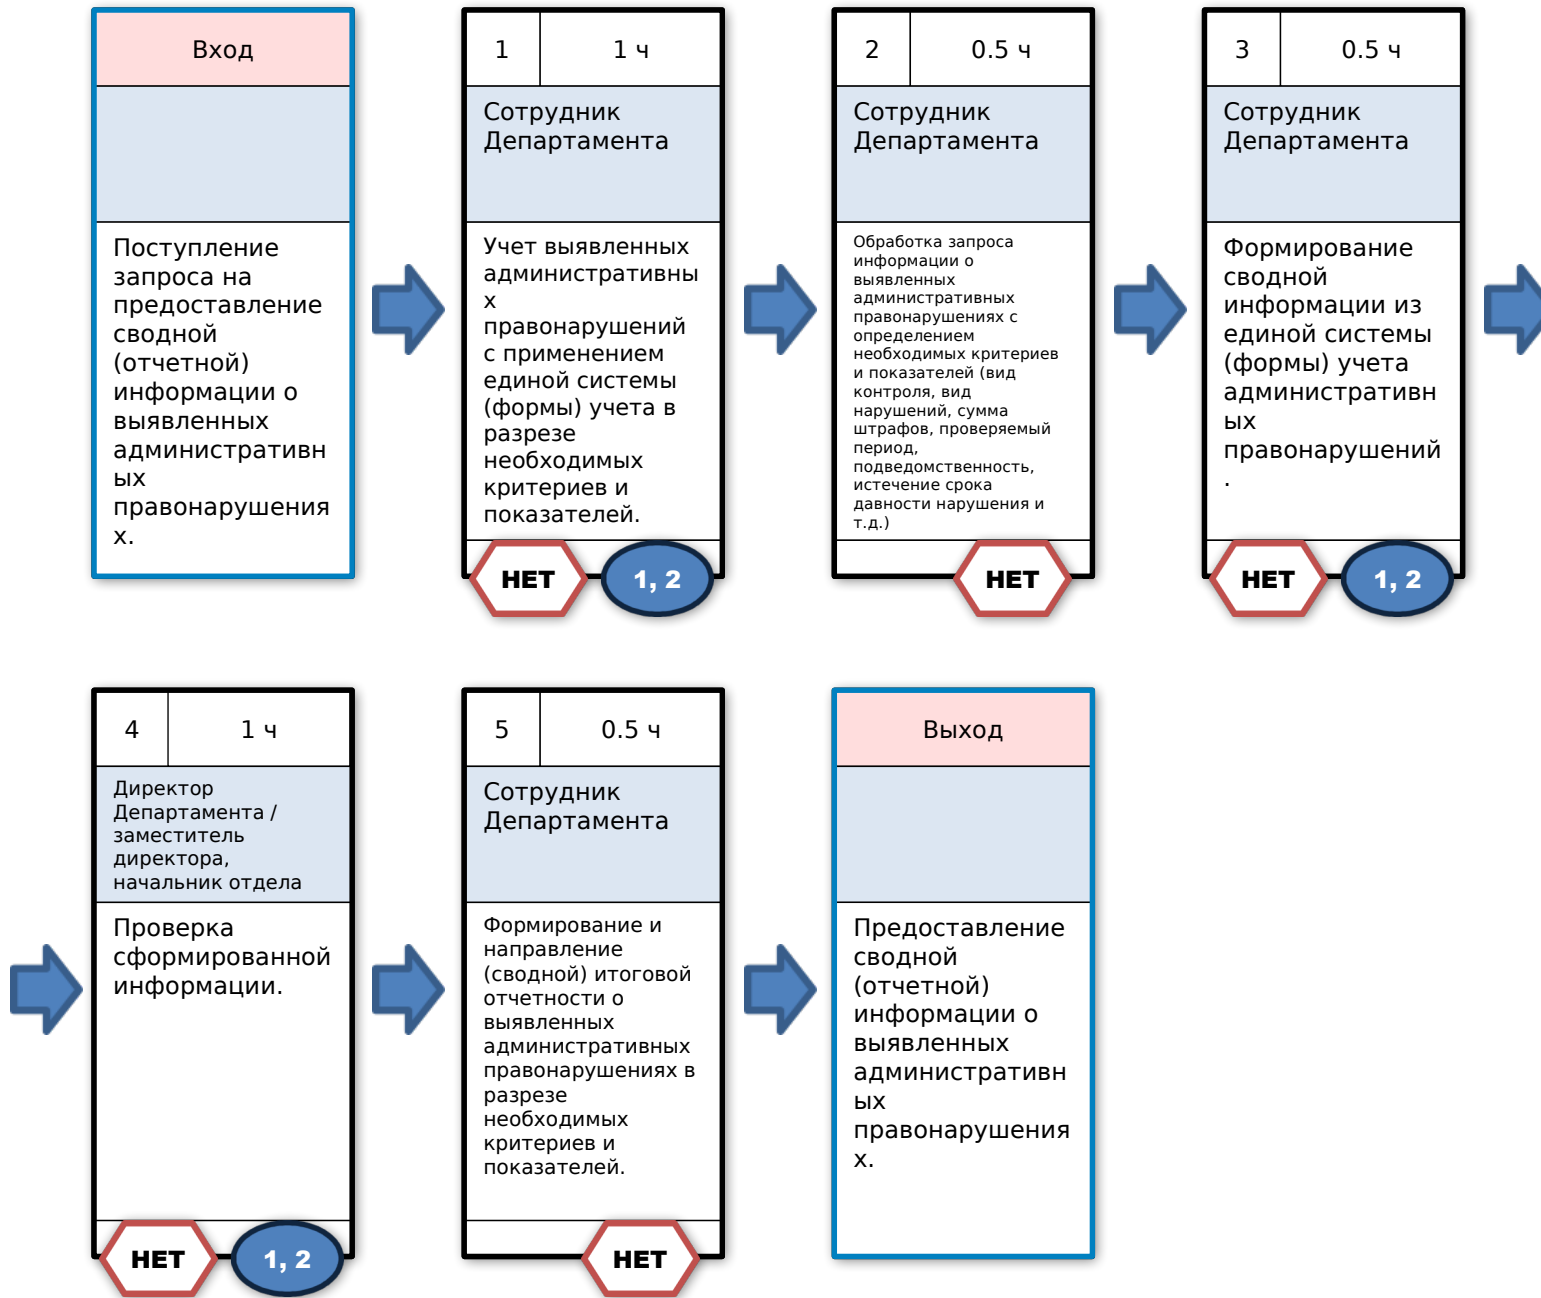 Вход
Поступление
запроса на
предоставление
сводной
(отчетной)
информации о
выявленных
административн
ых
правонарушения
х.
1
1 ч
Сотрудник
Департамента
Учет выявленных
административны
х
правонарушений
с применением
единой системы
(формы) учета в
разрезе
необходимых
критериев и
показателей.
НЕТ
1, 2
2
0.5 ч
Сотрудник
Департамента
Обработка запроса
информации о
выявленных
административных
правонарушениях с
определением
необходимых критериев
и показателей (вид
контроля, вид
нарушений, сумма
штрафов, проверяемый
период,
подведомственность,
истечение срока
давности нарушения и
т.д.)
НЕТ
3
0.5 ч
Сотрудник
Департамента
Формирование
сводной
информации из
единой системы
(формы) учета
административн
ых
правонарушений
.
НЕТ
1, 2
4
1 ч
Директор
Департамента /
заместитель
директора,
начальник отдела
Проверка
сформированной
информации.
НЕТ
1, 2
5
0.5 ч
Сотрудник
Департамента
Формирование и
направление
(сводной) итоговой
отчетности о
выявленных
административных
правонарушениях в
разрезе
необходимых
критериев и
показателей.
НЕТ
Выход
Предоставление
сводной
(отчетной)
информации о
выявленных
административн
ых
правонарушения
х.